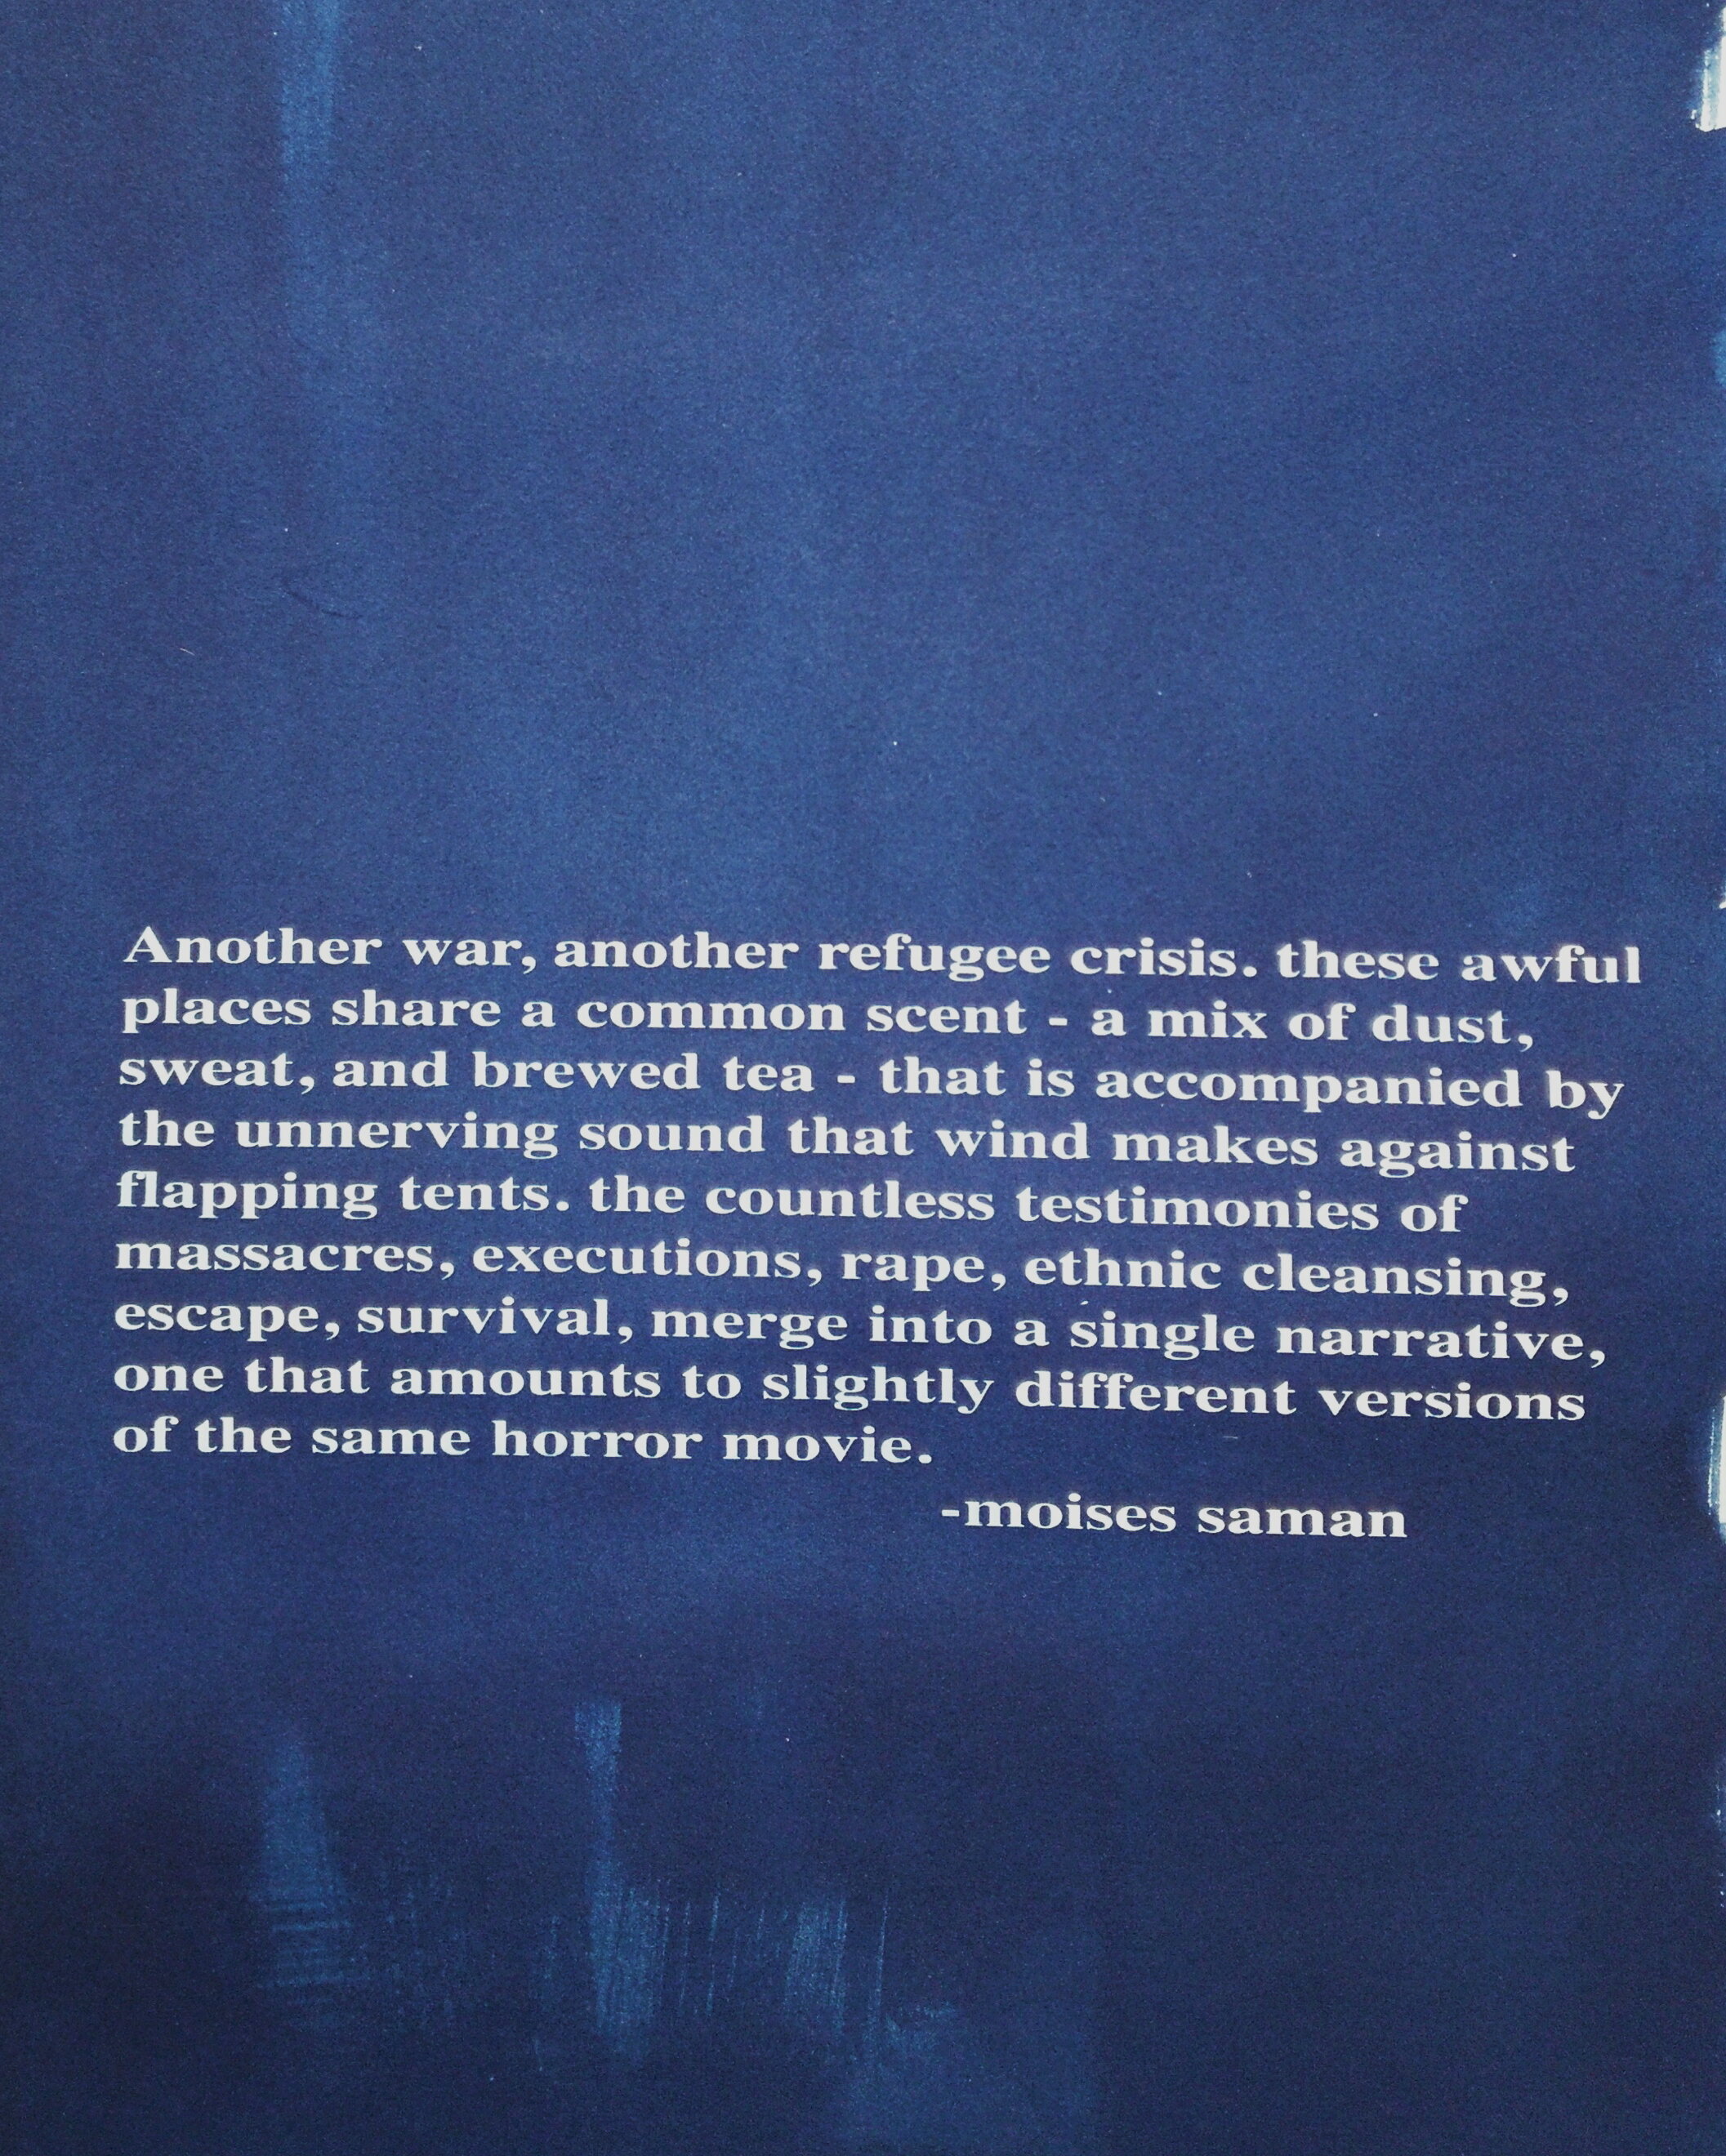 Another war, another refugee crisis. these awful
places share a common scent - a mix of dust,
sweat, and brewed tea - that is accompanied by
the unnerving sound that wind makes against
flapping tents. the countless testimonies of
massacres, executions, rape, ethnic cleansing,
escape, survival, merge into a single narrative,
one that amounts to slightly different versions
of the same horror movie.
-moises saman